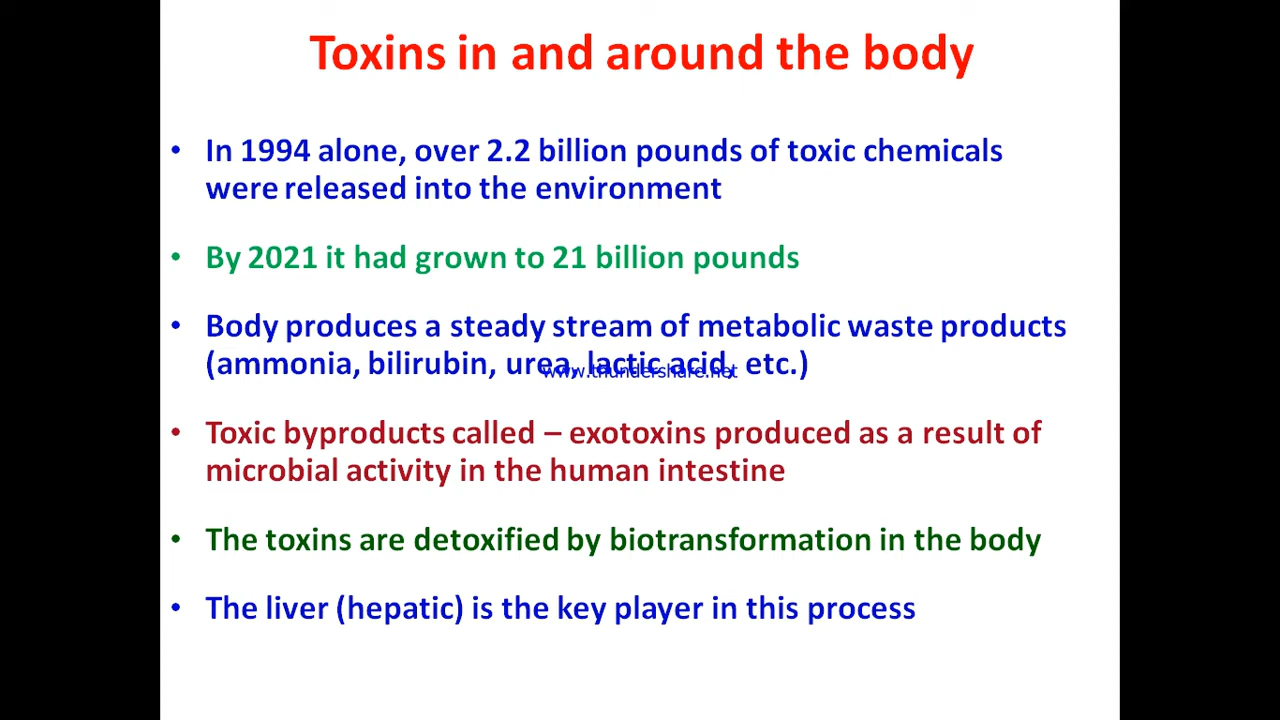 Toxins in and around the body
• In 1994 alone, over 2.2 billion pounds of toxic chemicals
were released into the environment
• By 2021 it had grown to 21 billion pounds
• Body produces a steady stream of metabolic waste products
(ammonia, bilirubin, urea, lactic acid, etc.)
www.thundershare.net
• Toxic byproducts called – exotoxins produced as a result of
microbial activity in the human intestine
• The toxins are detoxified by biotransformation in the body
• The liver (hepatic) is the key player in this process